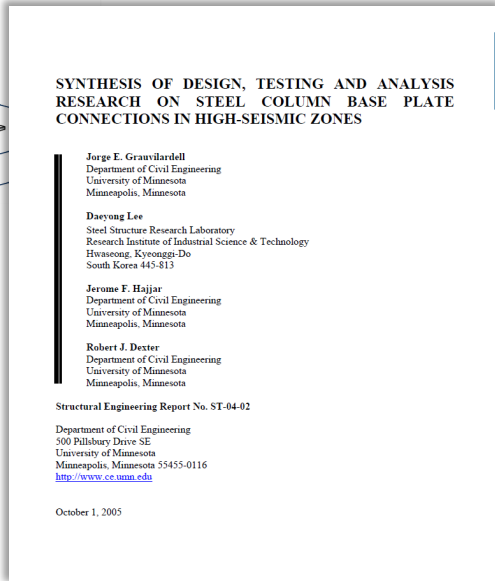 SYNTHESIS OF DESIGN, TESTING AND ANALYSIS
RESEARCH ON STEEL COLUMN BASE PLATE
CONNECTIONS IN HIGH-SEISMIC ZONES
Jorge E. Grauvilardell
Department of Civil Engineering
University of Minnesota
Minneapolis, Minnesota
Daeyong Lee
Steel Structure Research Laboratory
Research Institute of Industrial Science & Technology
Hwaseong, Kyeonggi-Do
South Korea 445-813
Jerome F. Hajjar
Department of Civil Engineering
University of Minnesota
Minneapolis, Minnesota
Robert J. Dexter
Department of Civil Engineering
University of Minnesota
Minneapolis, Minnesota
Structural Engineering Report No. ST-04-02
Department of Civil Engineering
500 Pillsbury Drive SE
University of Minnesota
Minneapolis, Minnesota 55455-0116
http://www.ce.umn.edu
October 1, 2005